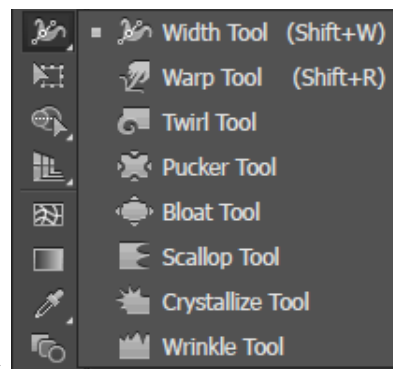 Width Tool (Shift+W)
Warp Tool (Shift+R)
Twirl Tool
Pucker Tool
Bloat Tool
Scallop Tool
Crystallize Tool
Wrinkle Tool